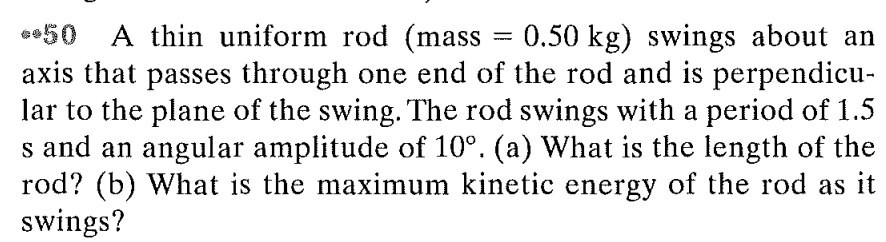 ••50 A thin uniform rod (mass = 0.50 kg) swings about an
axis that passes through one end of the rod and is perpendicu-
lar to the plane of the swing. The rod swings with a period of 1.5
s and an angular amplitude of 10°. (a) What is the length of the
rod? (b) What is the maximum kinetic energy of the rod as it
swings?